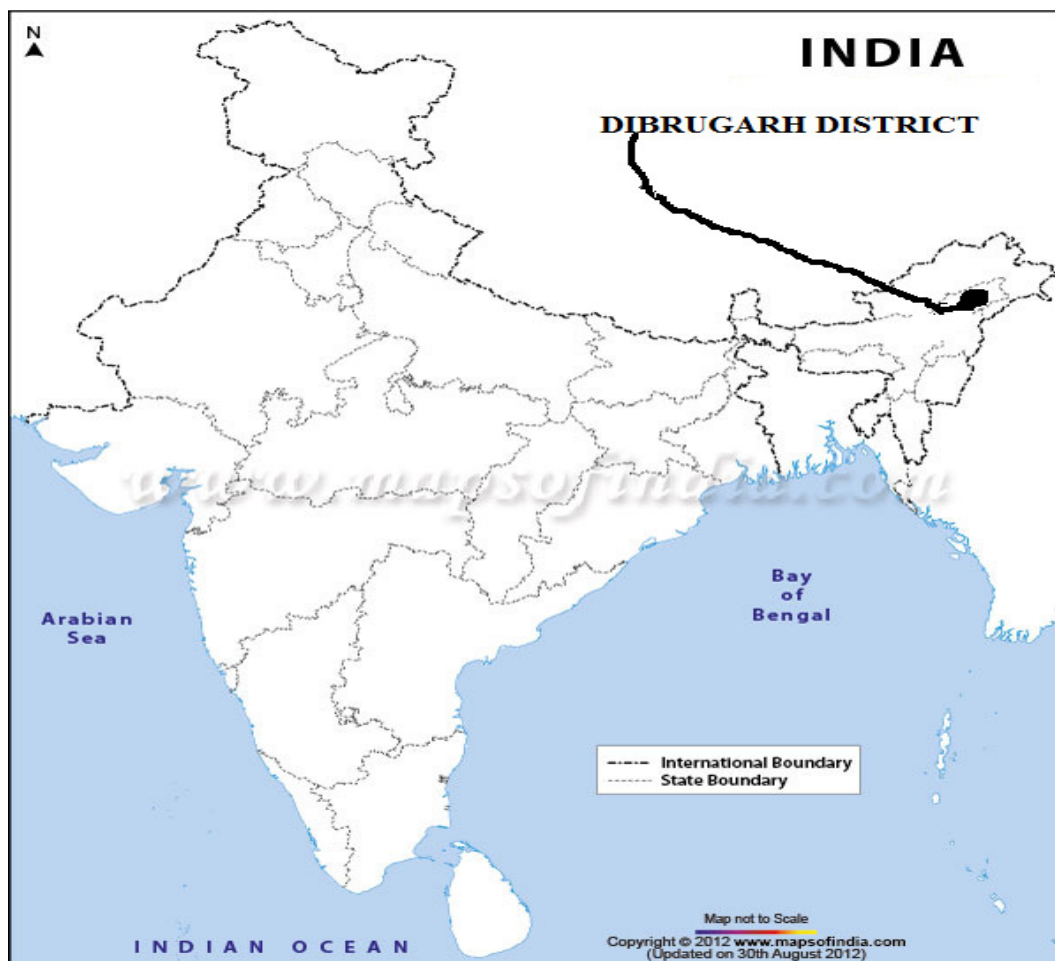 N
INDIA
DIBRUGARH DISTRICT
www.mapsofindia.com
Arabian
Sea
Bay
of
Bengal
International Boundary
State Boundary
INDIAN OCEAN
Map not to Scale
Copyright © 2012 www.mapsofindia.com
(Updated on 30th August 2012)